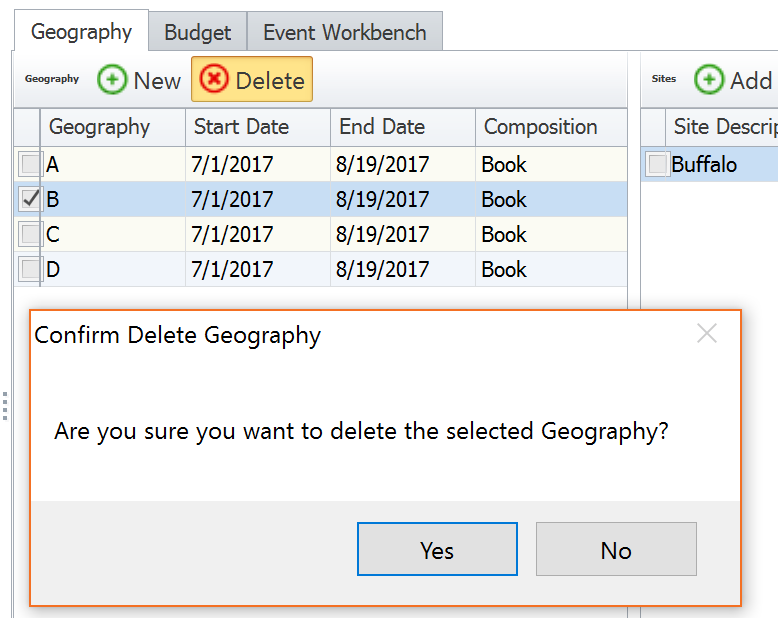 Geography Budget Event Workbench
Geography New Delete Sites Add
Geography Start Date End Date Composition Site
A 7/1/2017 8/19/2017 Book Buffalo
B 7/1/2017 8/19/2017 Book
C 7/1/2017 8/19/2017 Book
D 7/1/2017 8/19/2017 Book
Confirm Delete Geography
Are you sure you want to delete the selected Geography?
Yes No